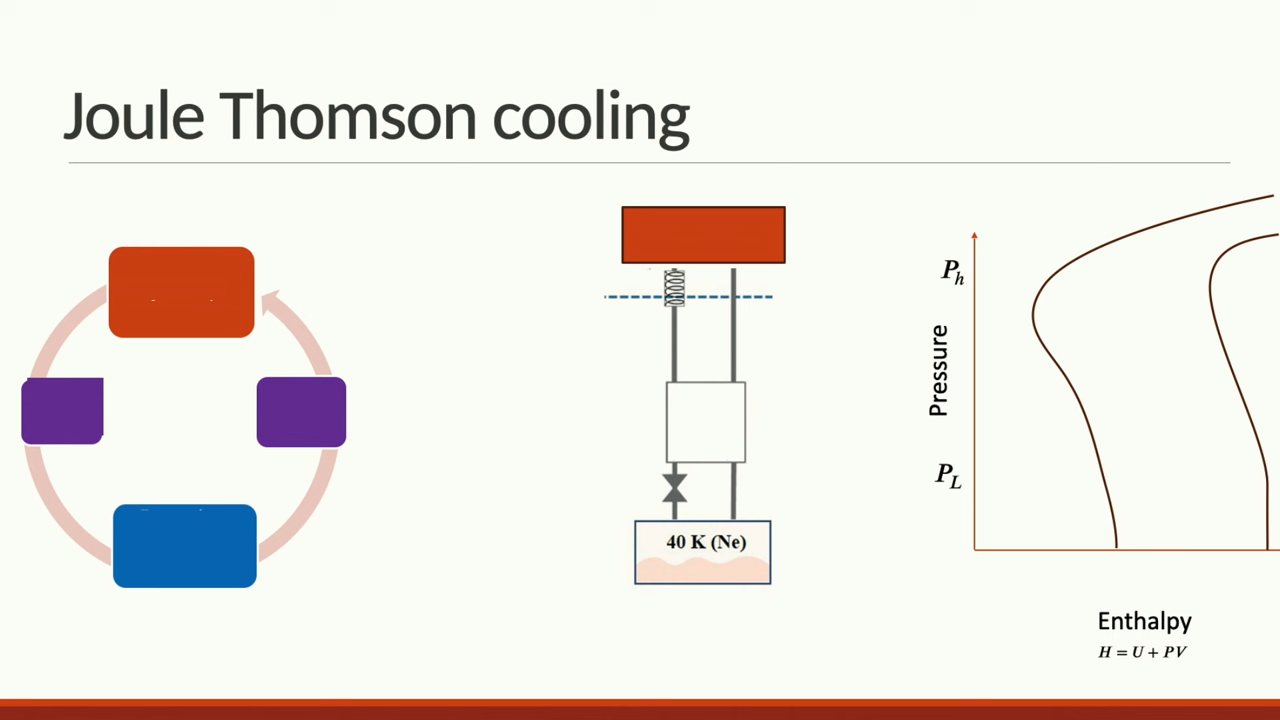 Joule Thomson cooling
40 K (Ne)
P_h
Pressure
P_L
Enthalpy
H = U + PV